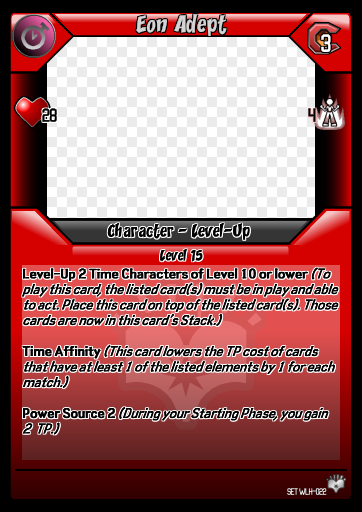 Eon Adept
3
28
4
Character - Level-Up
Level 15
Level-Up 2 Time Characters of Level 10 or lower (To
play this card, the listed card(s) must be in play and able
to act. Place this card on top of the listed card(s). Those
cards are now in this card's Stack.)
Time Affinity (This card lowers the TP cost of cards
that have at least 1 of the listed elements by 1 for each
match.)
Power Source 2 (During your Starting Phase, you gain
2 TP.)
SET WLH-022